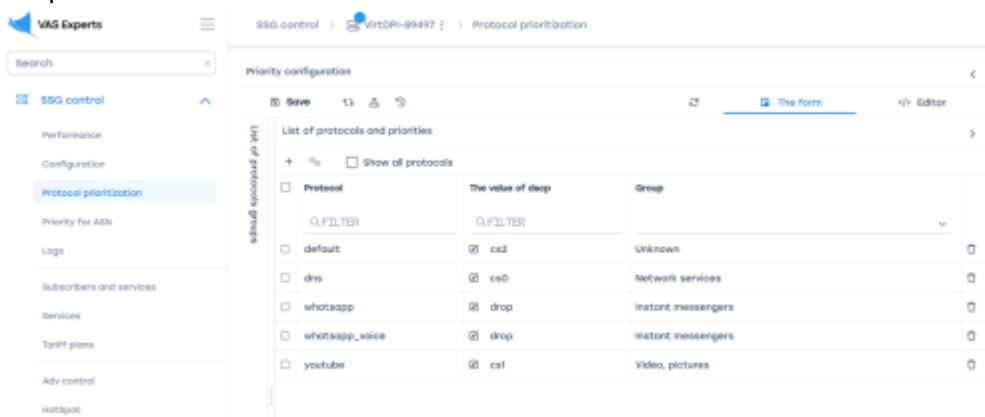 VAS Experts
SSG control > VirtDPI-89497 > Protocol prioritization
Search
Priority configuration
SSG control
Save
The form
</> Editor
List of protocols groups
List of protocols and priorities
Performance
Configuration
Show all protocols
Protocol prioritization
Protocol
The value of dscp
Group
Priority for ASN
FILTER
FILTER
Logs
default
cs2
Unknown
dns
cs0
Network services
Subscribers and services
whatsapp
drop
Instant messengers
Services
whatsapp_voice
drop
Instant messengers
Tariff plans
youtube
cs1
Video, pictures
Adv control
HotSpot